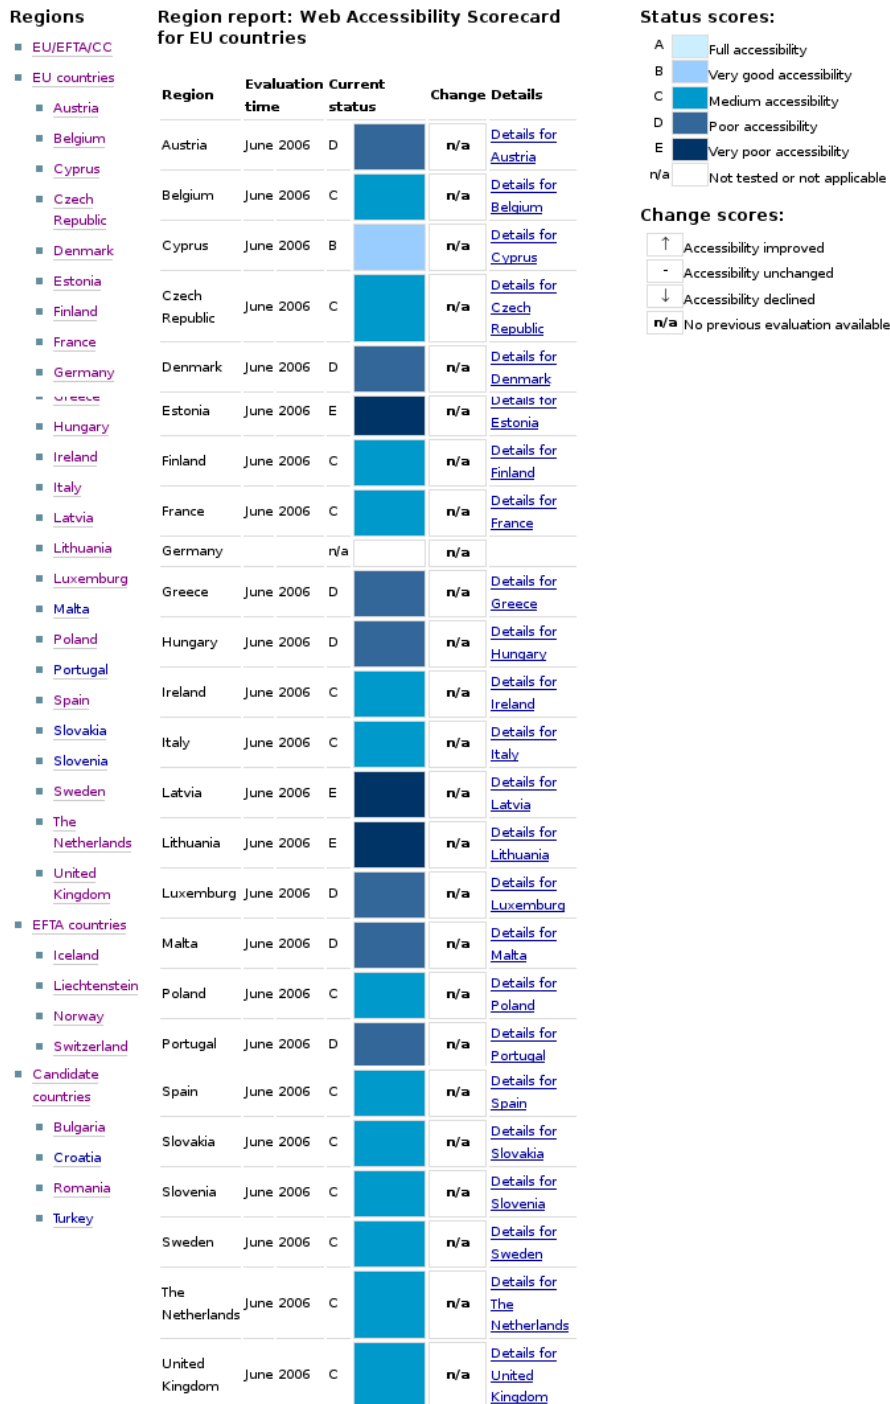 Regions
EU/EFTA/CC
EU countries
Austria
Belgium
Cyprus
Czech
Republic
Denmark
Estonia
Finland
France
Germany
Greece
Hungary
Ireland
Italy
Latvia
Lithuania
Luxemburg
Malta
Poland
Portugal
Spain
Slovakia
Slovenia
Sweden
The
Netherlands
United
Kingdom
EFTA countries
Iceland
Liechtenstein
Norway
Switzerland
Candidate
countries
Bulgaria
Croatia
Romania
Turkey
Region report: Web Accessibility Scorecard
for EU countries
Region Evaluation time Current status Change Details
Austria June 2006 D n/a Details for Austria
Belgium June 2006 C n/a Details for Belgium
Cyprus June 2006 B n/a Details for Cyprus
Czech Republic June 2006 C n/a Details for Czech Republic
Denmark June 2006 D n/a Details for Denmark
Estonia June 2006 E n/a Details for Estonia
Finland June 2006 C n/a Details for Finland
France June 2006 C n/a Details for France
Germany n/a n/a
Greece June 2006 D n/a Details for Greece
Hungary June 2006 D n/a Details for Hungary
Ireland June 2006 C n/a Details for Ireland
Italy June 2006 C n/a Details for Italy
Latvia June 2006 E n/a Details for Latvia
Lithuania June 2006 E n/a Details for Lithuania
Luxemburg June 2006 D n/a Details for Luxemburg
Malta June 2006 D n/a Details for Malta
Poland June 2006 C n/a Details for Poland
Portugal June 2006 D n/a Details for Portugal
Spain June 2006 C n/a Details for Spain
Slovakia June 2006 C n/a Details for Slovakia
Slovenia June 2006 C n/a Details for Slovenia
Sweden June 2006 C n/a Details for Sweden
The Netherlands June 2006 C n/a Details for The Netherlands
United Kingdom June 2006 C n/a Details for United Kingdom
Status scores:
A Full accessibility
B Very good accessibility
C Medium accessibility
D Poor accessibility
E Very poor accessibility
n/a Not tested or not applicable
Change scores:
↑ Accessibility improved
- Accessibility unchanged
↓ Accessibility declined
n/a No previous evaluation available